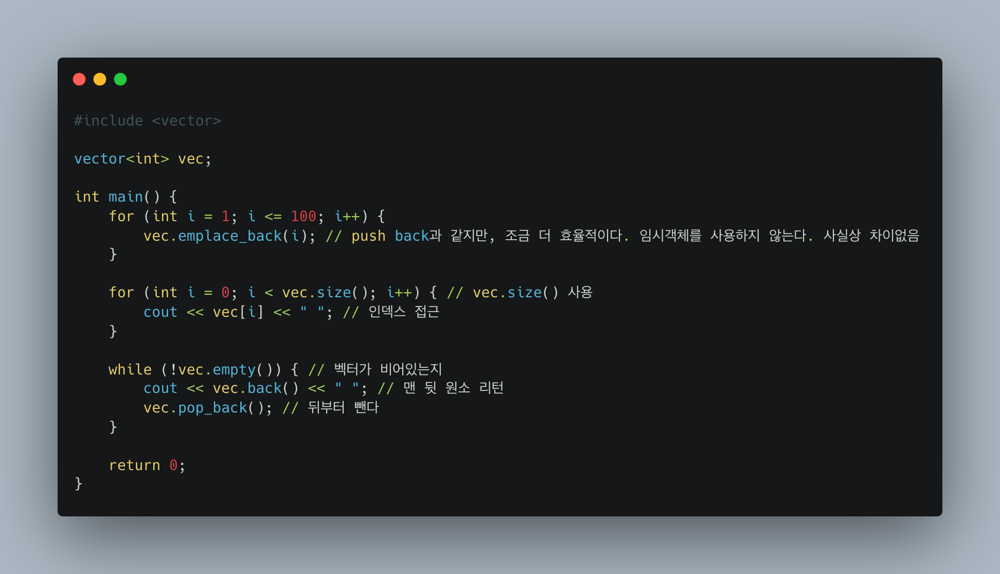 #include <vector>
vector<int> vec;
int main() {
for (int i = 1; i <= 100; i++) {
vec.emplace_back(i); // push back과 같지만, 조금 더 효율적이다. 임시객체를 사용하지 않는다. 사실상 차이없음
}
for (int i = 0; i < vec.size(); i++) { // vec.size() 사용
cout << vec[i] << " "; // 인덱스 접근
}
while (!vec.empty()) { // 벡터가 비어있는지
cout << vec.back() << " "; // 맨 뒷 원소 리턴
vec.pop_back(); // 뒤부터 뺀다
}
return 0;
}